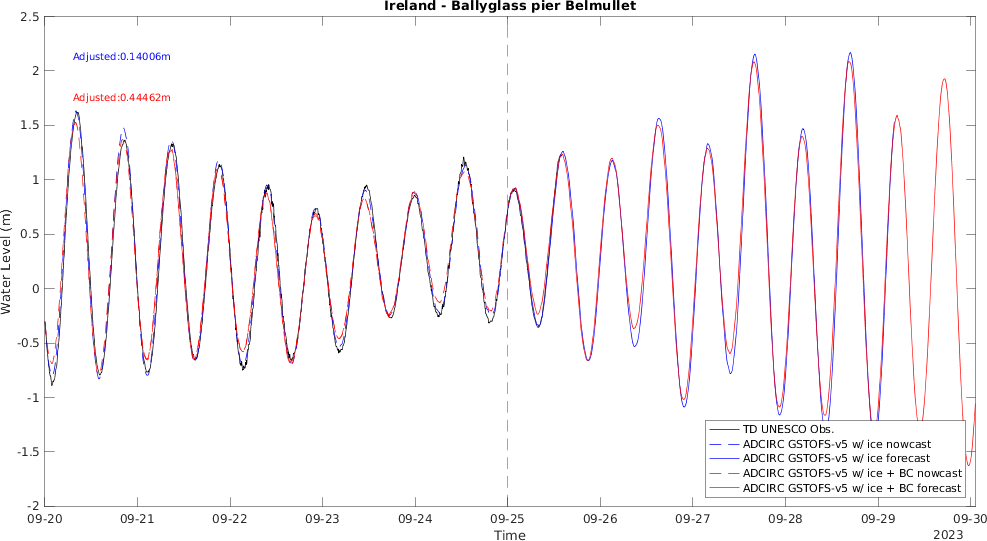 Ireland - Ballyglass pier Belmullet
Adjusted:0.14006m
Adjusted:0.44462m
Water Level (m)
2.5
2
1.5
1
0.5
0
-0.5
-1
-1.5
-2
TD UNESCO Obs.
ADCIRC GSTOFS-v5 w/ ice nowcast
ADCIRC GSTOFS-v5 w/ ice forecast
ADCIRC GSTOFS-v5 w/ ice + BC nowcast
ADCIRC GSTOFS-v5 w/ ice + BC forecast
09-20 09-21 09-22 09-23 09-24 09-25 09-26 09-27 09-28 09-29 09-30
Time
2023